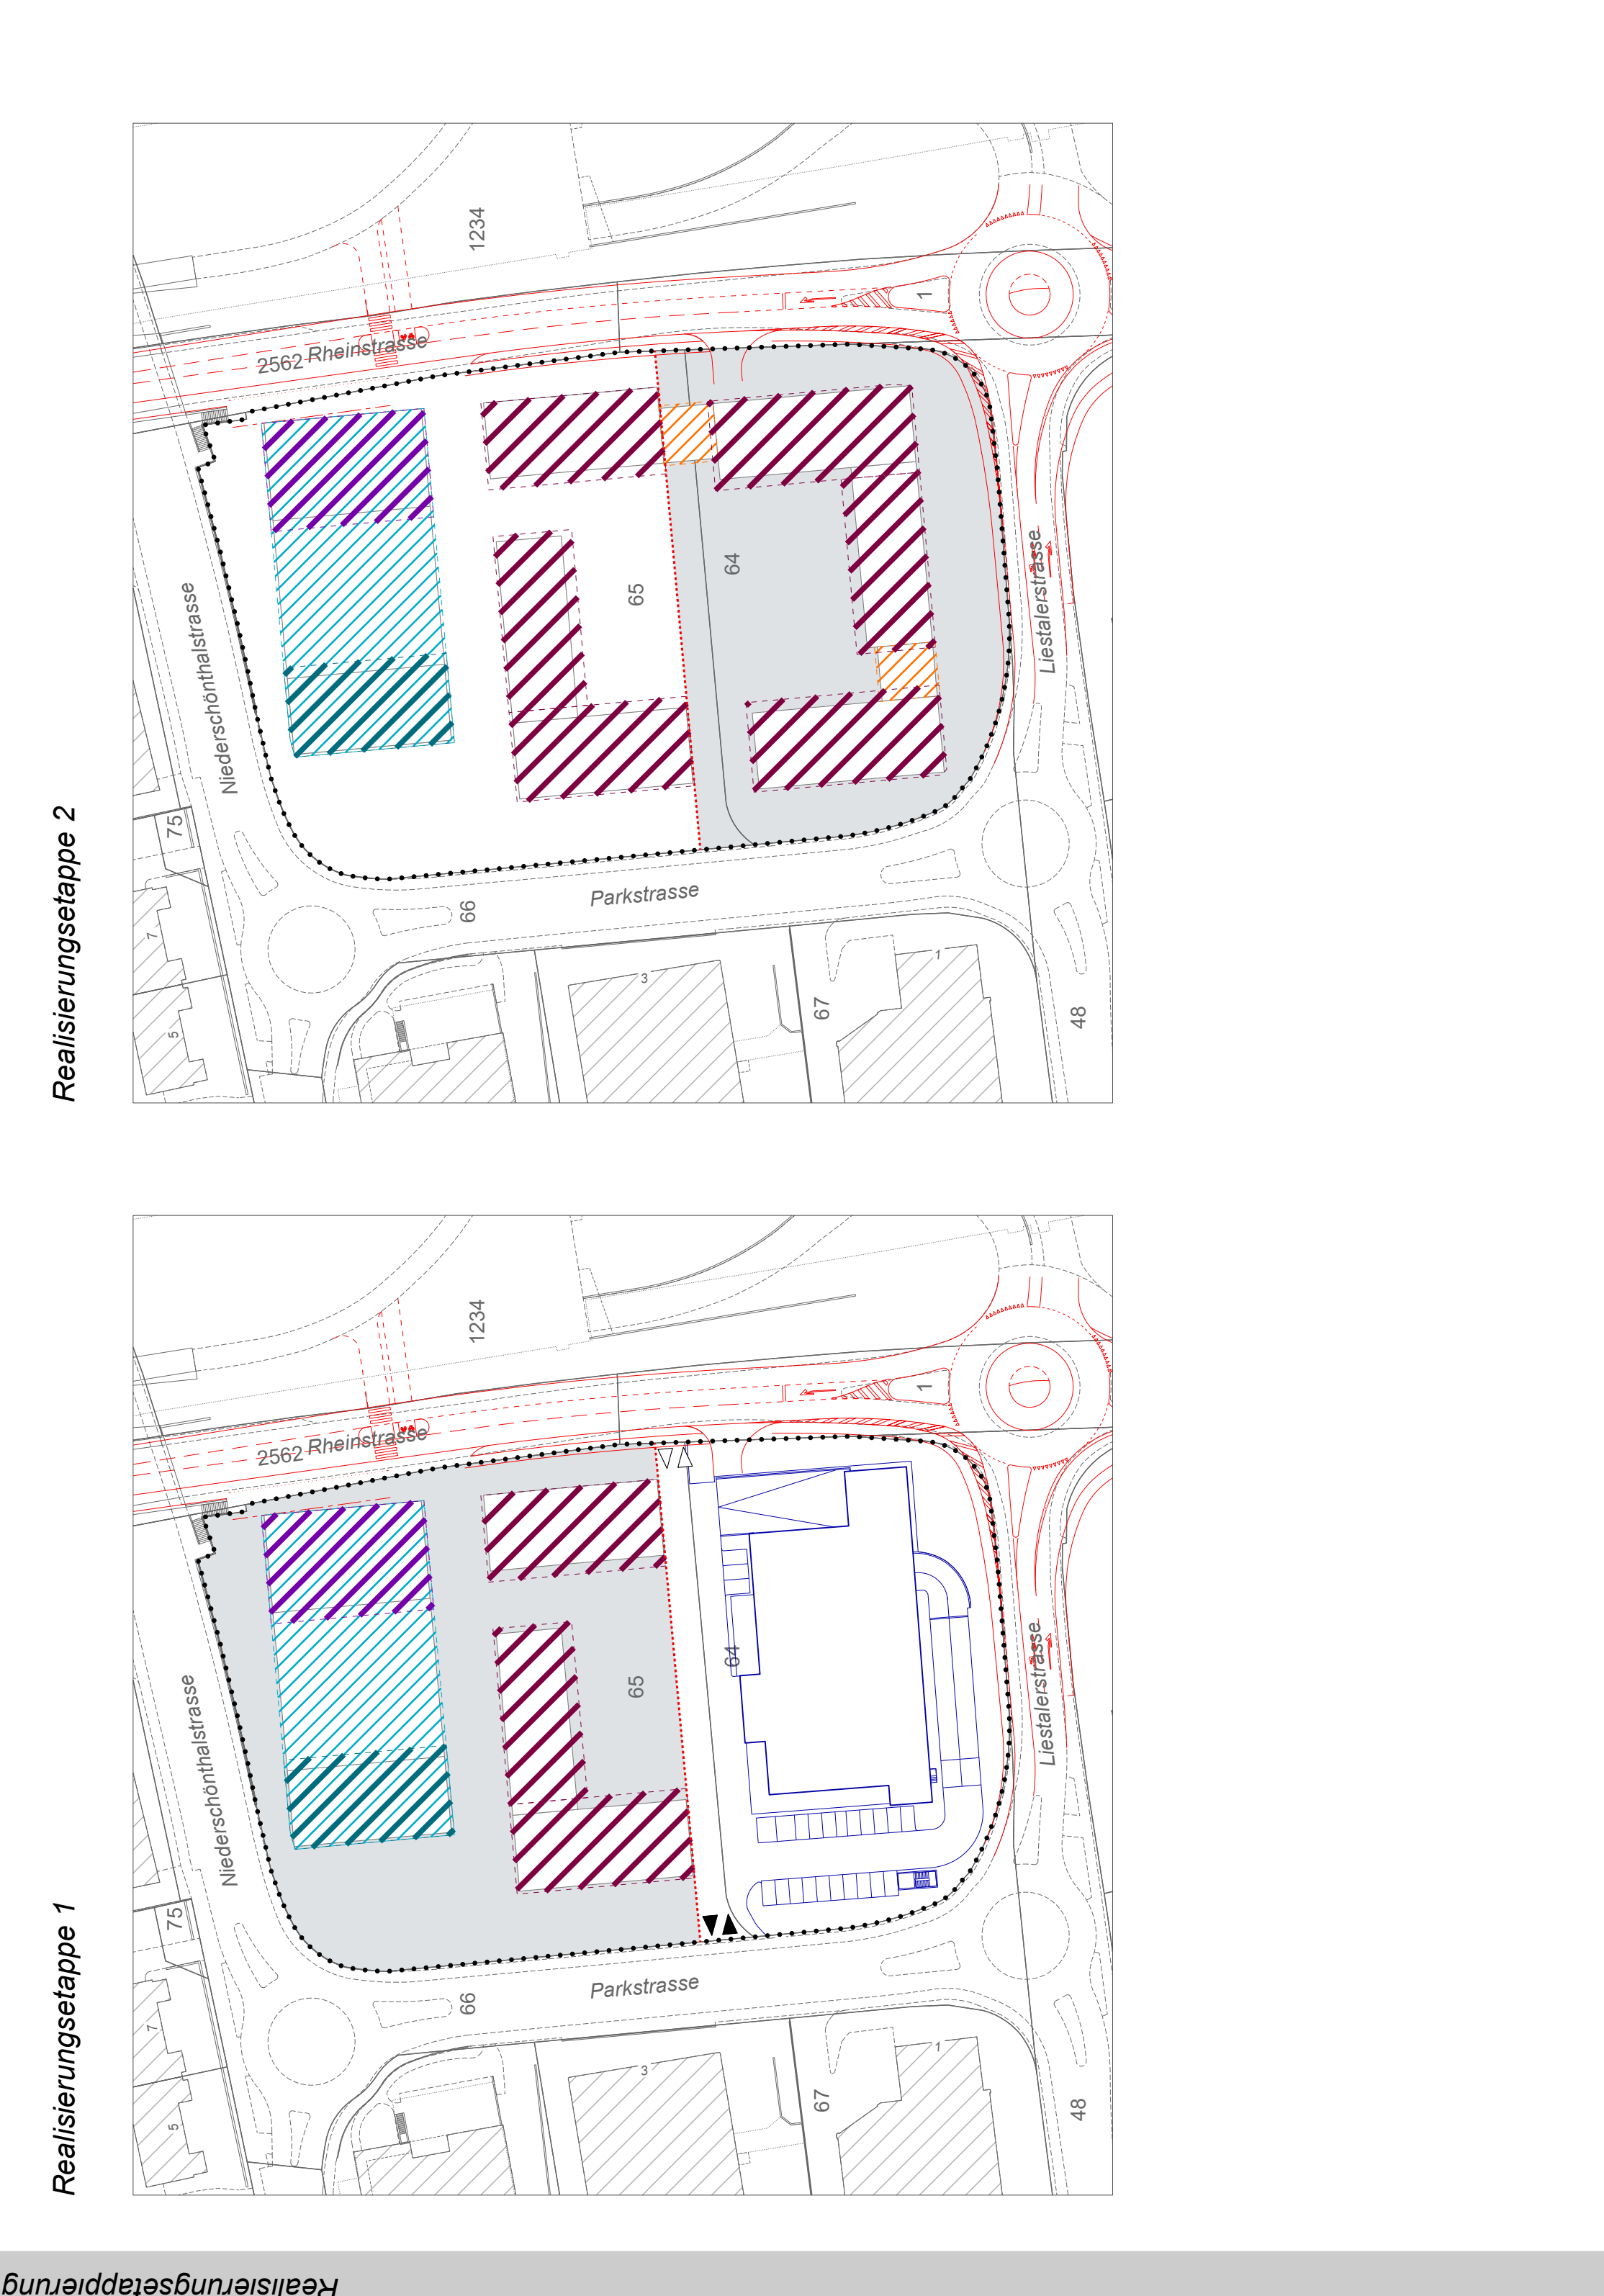 Realisierungsetappe 2
1234
2562 Rheinstrasse
1
Niederschönthalstrasse
65
64
Liestalerstrasse
75
7
5
66
Parkstrasse
3
67
1
48
Realisierungsetappe 1
1234
2562 Rheinstrasse
1
Niederschönthalstrasse
65
64
Liestalerstrasse
75
7
5
66
Parkstrasse
3
67
1
48
Realisierungsetappierung